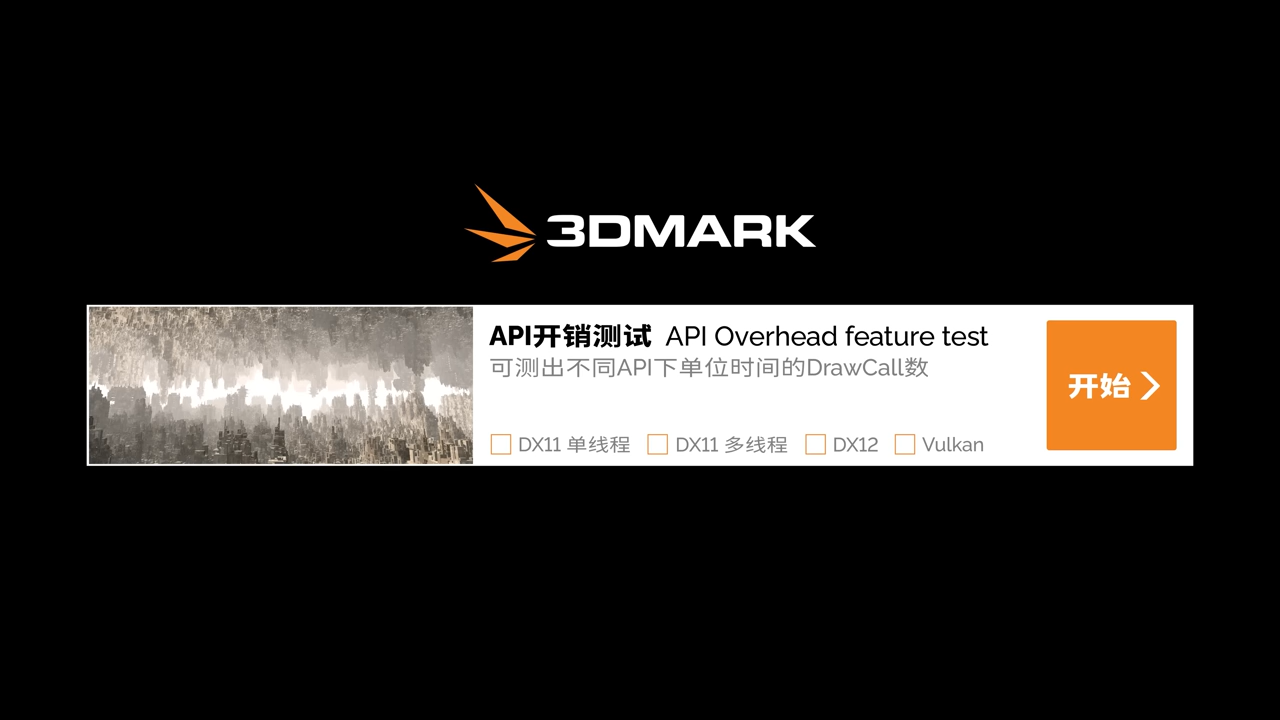 3DMARK
API开销测试 API Overhead feature test
可测出不同API下单位时间的DrawCall数
DX11 单线程 DX11 多线程 DX12 Vulkan
开始